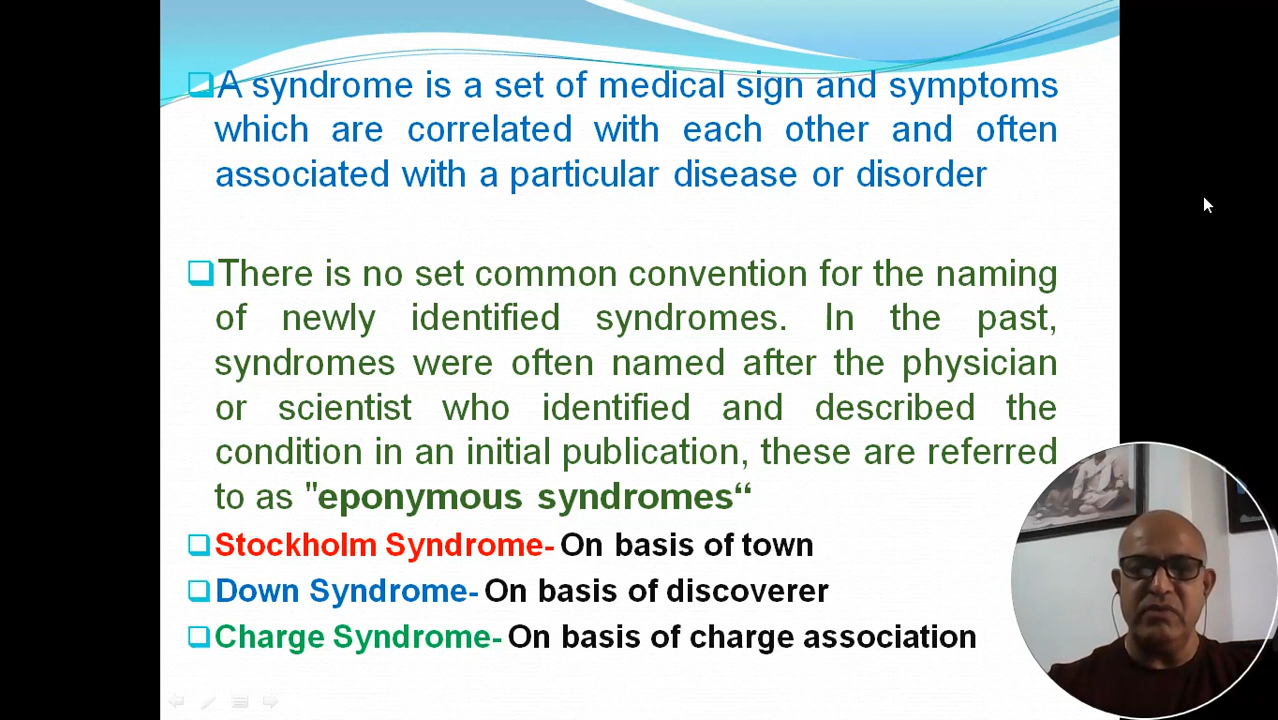 A syndrome is a set of medical sign and symptoms
which are correlated with each other and often
associated with a particular disease or disorder
There is no set common convention for the naming
of newly identified syndromes. In the past,
syndromes were often named after the physician
or scientist who identified and described the
condition in an initial publication, these are referred
to as "eponymous syndromes“
Stockholm Syndrome- On basis of town
Down Syndrome- On basis of discoverer
Charge Syndrome- On basis of charge association